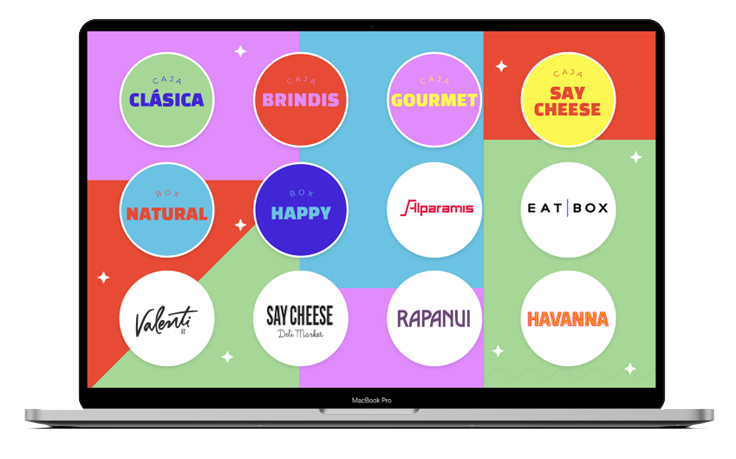 CAJA
CLÁSICA
CAJA
BRINDIS
CAJA
GOURMET
CAJA
SAY
CHEESE
BOX
NATURAL
BOX
HAPPY
Alparamis
EAT|BOX
Valenti
SAY CHEESE
Deli Market
RAPANUI
HAVANNA
MacBook Pro